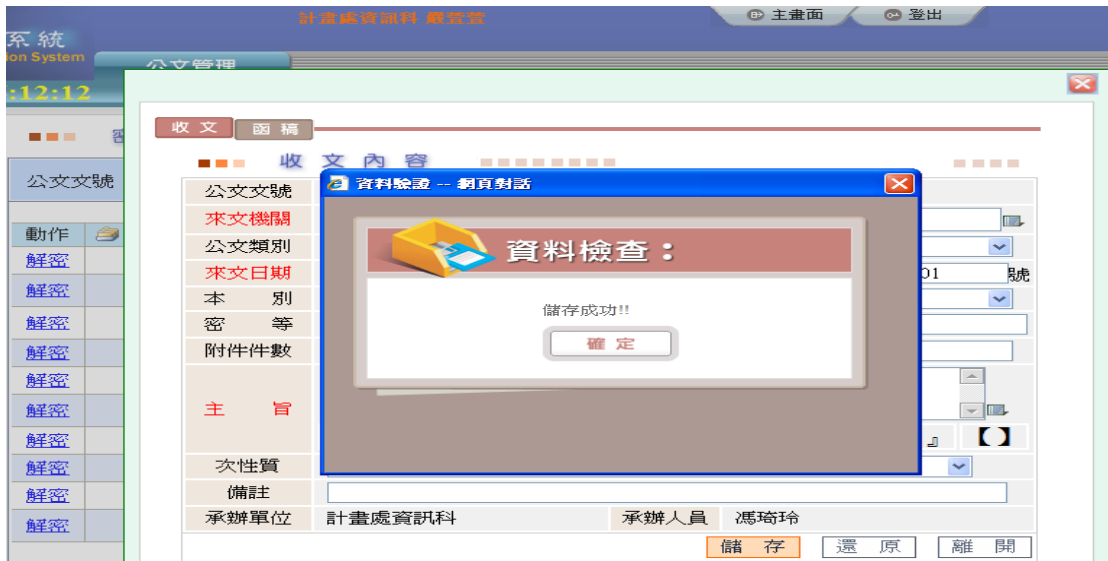 計畫處資訊科 嚴萱萱
主畫面
登出
系統
ion System
公文管理
:12:12
收 文
函 稿
收 文 內 容
公文文號
動作
解密
解密
解密
解密
解密
解密
解密
解密
解密
解密
公文文號
來文機關
公文類別
來文日期
01
號
本 別
密 等
附件件數
主 旨
』
【】
次性質
備註
承辦單位
計畫處資訊科
承辦人員
馮琦玲
儲 存
還 原
離 開
資料驗證 -- 網頁對話
資料檢查：
儲存成功!!
確 定